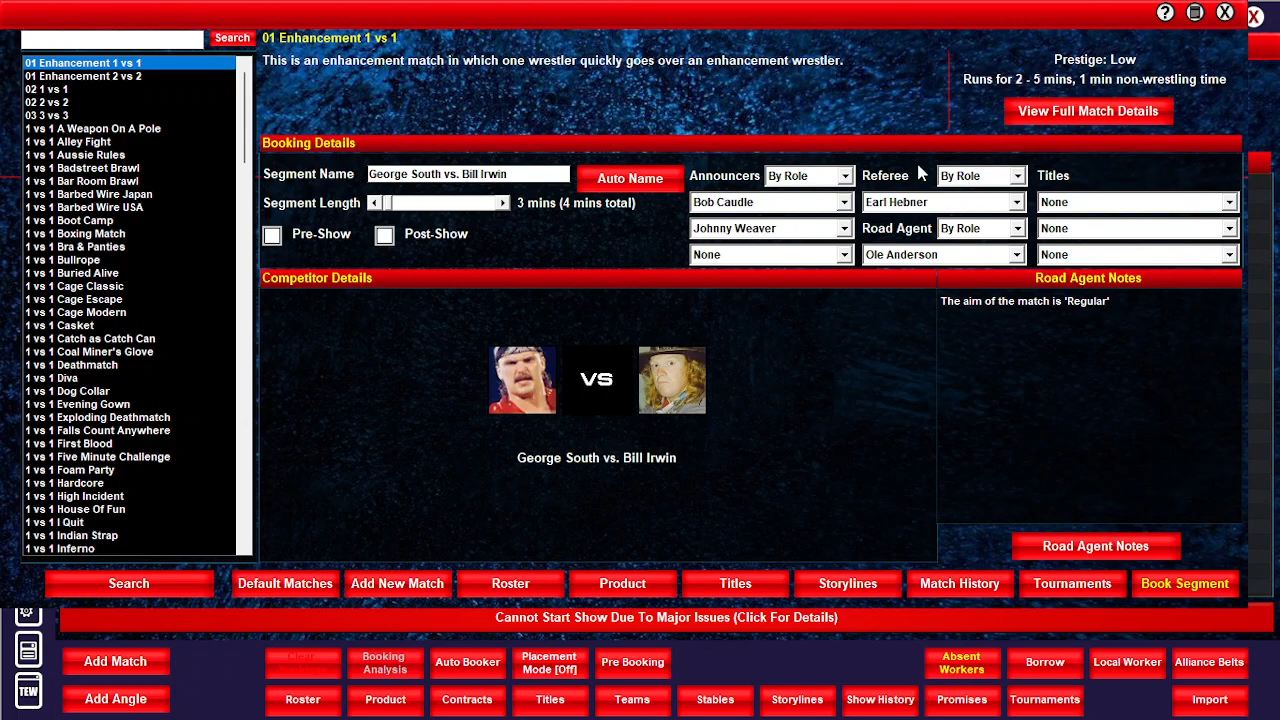 ?
X
X
Search
01 Enhancement 1 vs 1
This is an enhancement match in which one wrestler quickly goes over an enhancement wrestler.
Prestige: Low
Runs for 2 - 5 mins, 1 min non-wrestling time
View Full Match Details
01 Enhancement 1 vs 1
01 Enhancement 2 vs 2
02 1 vs 1
02 2 vs 2
03 3 vs 3
1 vs 1 A Weapon On A Pole
1 vs 1 Alley Fight
1 vs 1 Aussie Rules
1 vs 1 Badstreet Brawl
1 vs 1 Bar Room Brawl
1 vs 1 Barbed Wire Japan
1 vs 1 Barbed Wire USA
1 vs 1 Boot Camp
1 vs 1 Boxing Match
1 vs 1 Bra & Panties
1 vs 1 Bullrope
1 vs 1 Buried Alive
1 vs 1 Cage Classic
1 vs 1 Cage Escape
1 vs 1 Cage Modern
1 vs 1 Casket
1 vs 1 Catch as Catch Can
1 vs 1 Coal Miner's Glove
1 vs 1 Deathmatch
1 vs 1 Diva
1 vs 1 Dog Collar
1 vs 1 Evening Gown
1 vs 1 Exploding Deathmatch
1 vs 1 Falls Count Anywhere
1 vs 1 First Blood
1 vs 1 Five Minute Challenge
1 vs 1 Foam Party
1 vs 1 Hardcore
1 vs 1 High Incident
1 vs 1 House Of Fun
1 vs 1 I Quit
1 vs 1 Indian Strap
1 vs 1 Inferno
Booking Details
Segment Name George South vs. Bill Irwin Auto Name
Segment Length 3 mins (4 mins total)
Pre-Show Post-Show
Announcers By Role
Bob Caudle
Johnny Weaver
None
Referee By Role
Earl Hebner
Road Agent By Role
Ole Anderson
Titles
None
None
None
Competitor Details
VS
George South vs. Bill Irwin
Road Agent Notes
The aim of the match is 'Regular'
Road Agent Notes
Search Default Matches Add New Match Roster Product Titles Storylines Match History Tournaments Book Segment
Cannot Start Show Due To Major Issues (Click For Details)
TEW
Add Match
Add Angle
Clear
Booking Analysis
Auto Booker
Placement Mode [Off]
Pre Booking
Absent Workers
Borrow
Local Worker
Alliance Belts
Roster Product Contracts Titles Teams Stables Storylines Show History Promises Tournaments Import